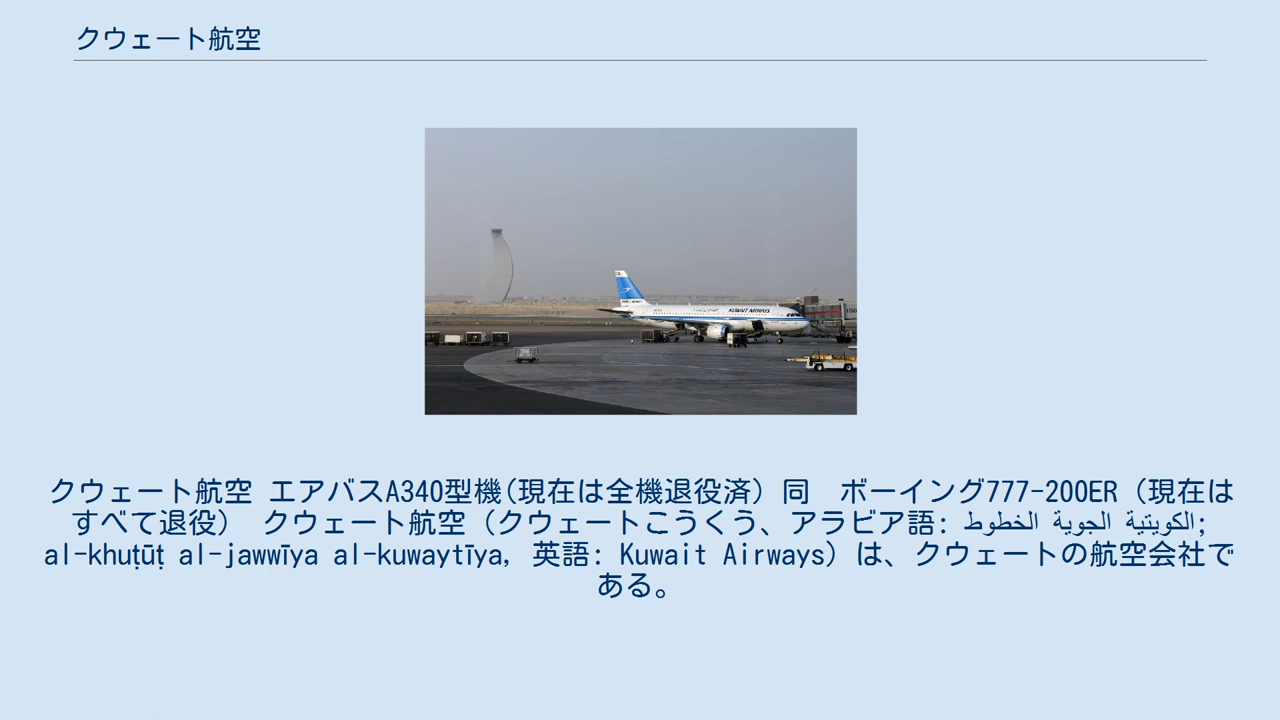 クウェート航空
KUWAIT AIRWAYS
クウェート航空 エアバスA340型機(現在は全機退役済) 同　ボーイング777-200ER (現在は
すべて退役)　クウェート航空 (クウェートこうくう、アラビア語: الكويتية الجوية الخطوط;
al-khuṭūṭ al-jawwīya al-kuwaytīya, 英語: Kuwait Airways) は、クウェートの航空会社で
ある。